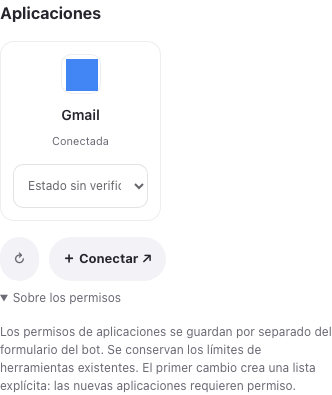 Aplicaciones
Gmail
Conectada
Estado sin verific
↻
+ Conectar ↗
▼ Sobre los permisos
Los permisos de aplicaciones se guardan por separado del
formulario del bot. Se conservan los límites de
herramientas existentes. El primer cambio crea una lista
explícita: las nuevas aplicaciones requieren permiso.